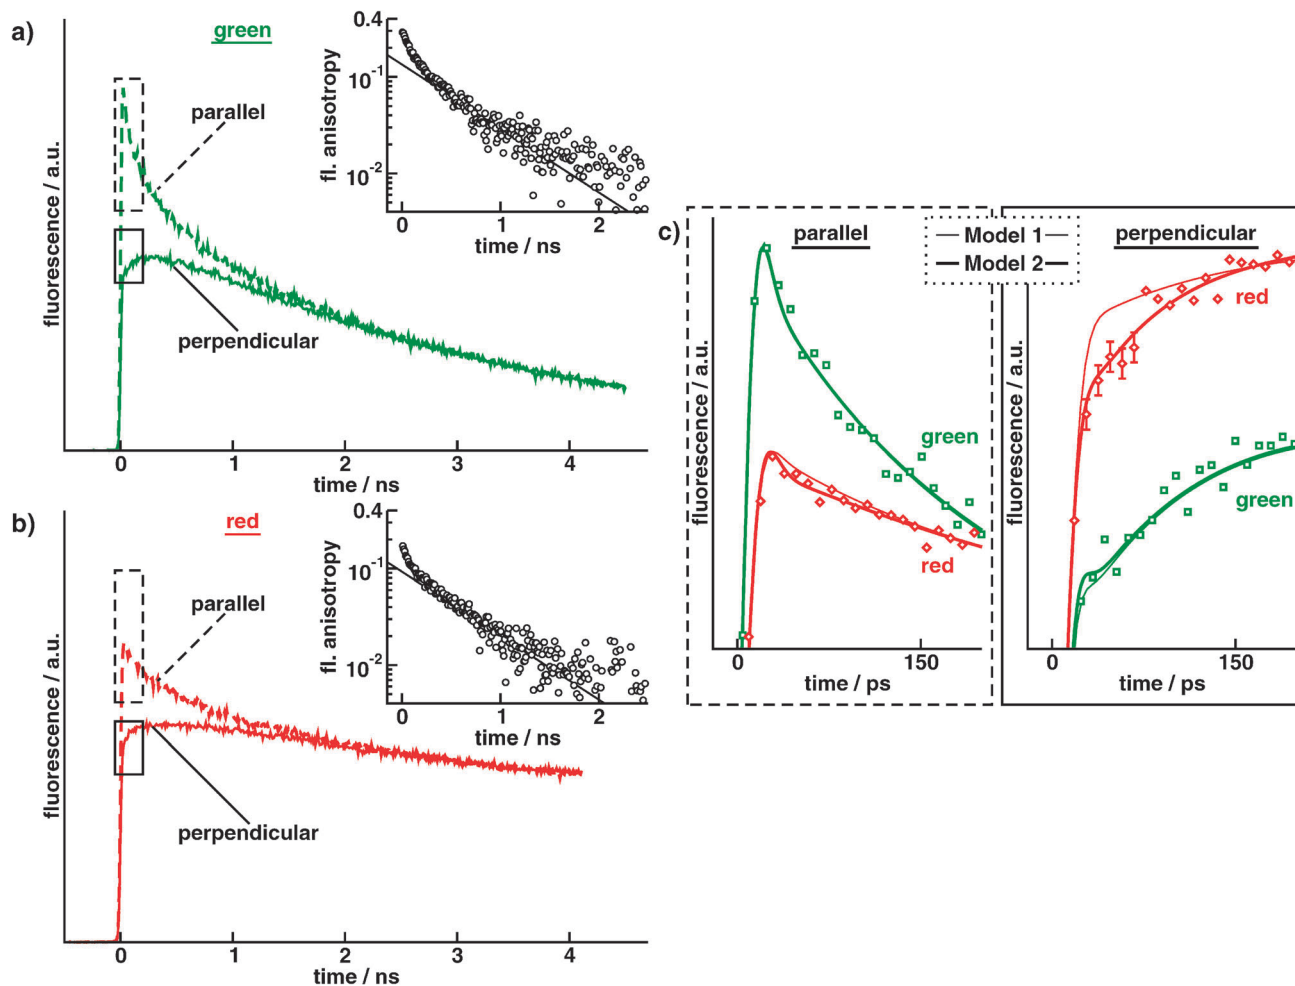 a)
green
parallel
perpendicular
fluorescence / a.u.
0 1 2 3 4
time / ns
0.4
10-1
10-2
fl. anisotropy
0 1 2
time / ns
b)
red
parallel
perpendicular
fluorescence / a.u.
0 1 2 3 4
time / ns
0.4
10-1
10-2
fl. anisotropy
0 1 2
time / ns
c)
parallel
Model 1
Model 2
perpendicular
green
red
fluorescence / a.u.
0 150
time / ps
red
green
fluorescence / a.u.
0 150
time / ps